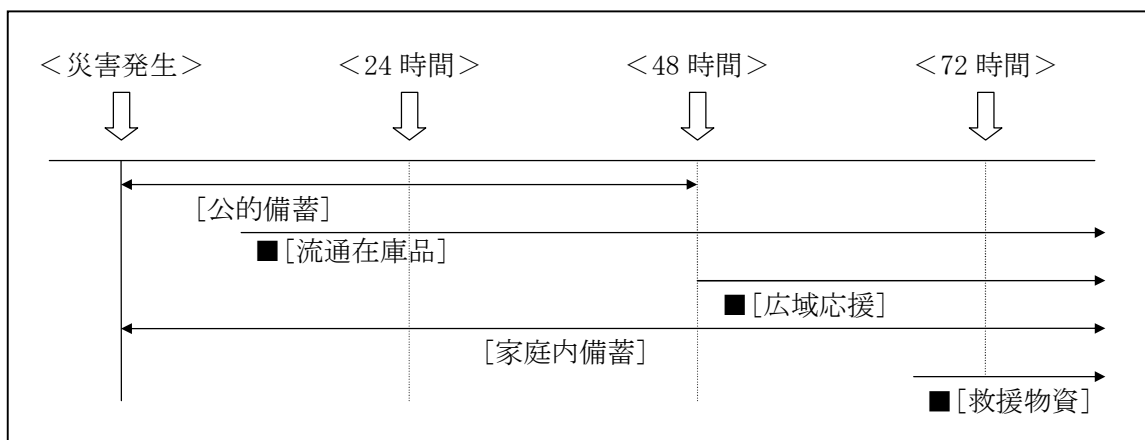 ＜災害発生＞ ＜24 時間＞ ＜48 時間＞ ＜72 時間＞
［公的備蓄］
■［流通在庫品］
■［広域応援］
［家庭内備蓄］
■［救援物資］